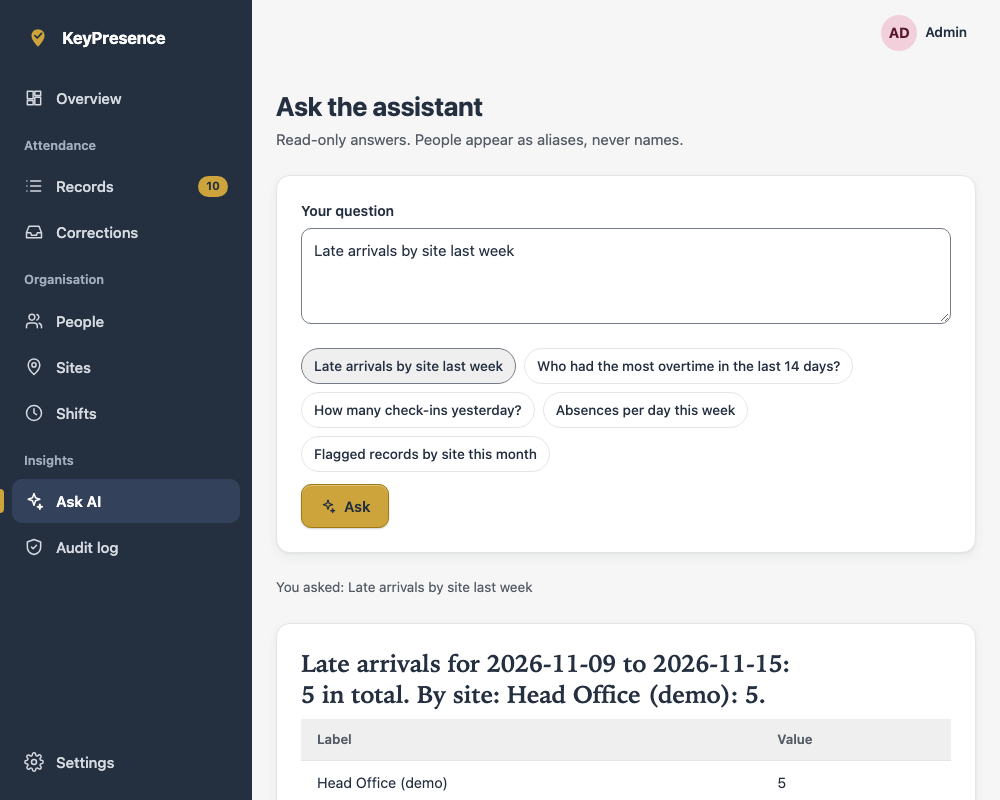 KeyPresence
Overview
Attendance
Records
10
Corrections
Organisation
People
Sites
Shifts
Insights
Ask AI
Audit log
Settings
AD
Admin
Ask the assistant
Read-only answers. People appear as aliases, never names.
Your question
Late arrivals by site last week
Late arrivals by site last week
Who had the most overtime in the last 14 days?
How many check-ins yesterday?
Absences per day this week
Flagged records by site this month
Ask
You asked: Late arrivals by site last week
Late arrivals for 2026-11-09 to 2026-11-15:
5 in total. By site: Head Office (demo): 5.
Label Value
Head Office (demo) 5